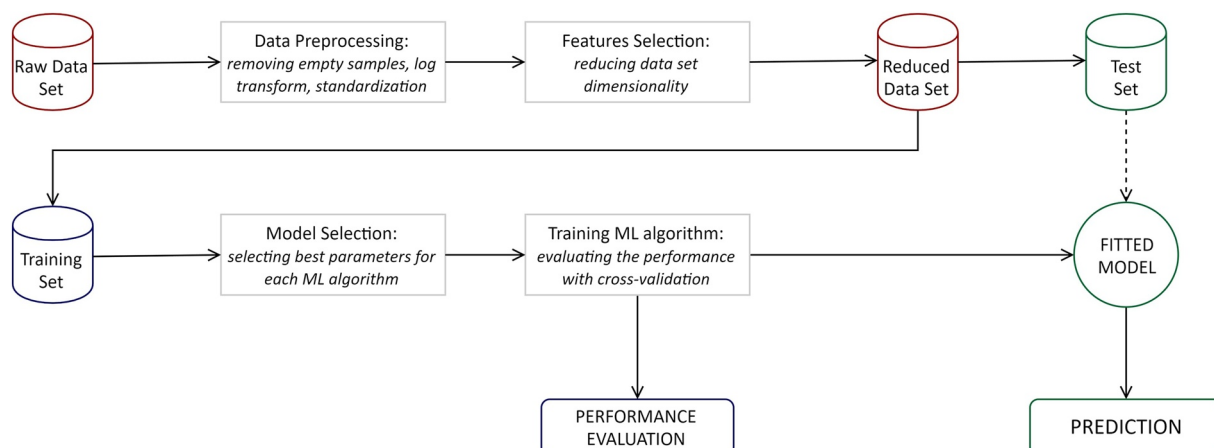 Raw Data
Set
Data Preprocessing:
removing empty samples, log
transform, standardization
Features Selection:
reducing data set
dimensionality
Reduced
Data Set
Test
Set
Training
Set
Model Selection:
selecting best parameters for
each ML algorithm
Training ML algorithm:
evaluating the performance
with cross-validation
FITTED
MODEL
PERFORMANCE
EVALUATION
PREDICTION